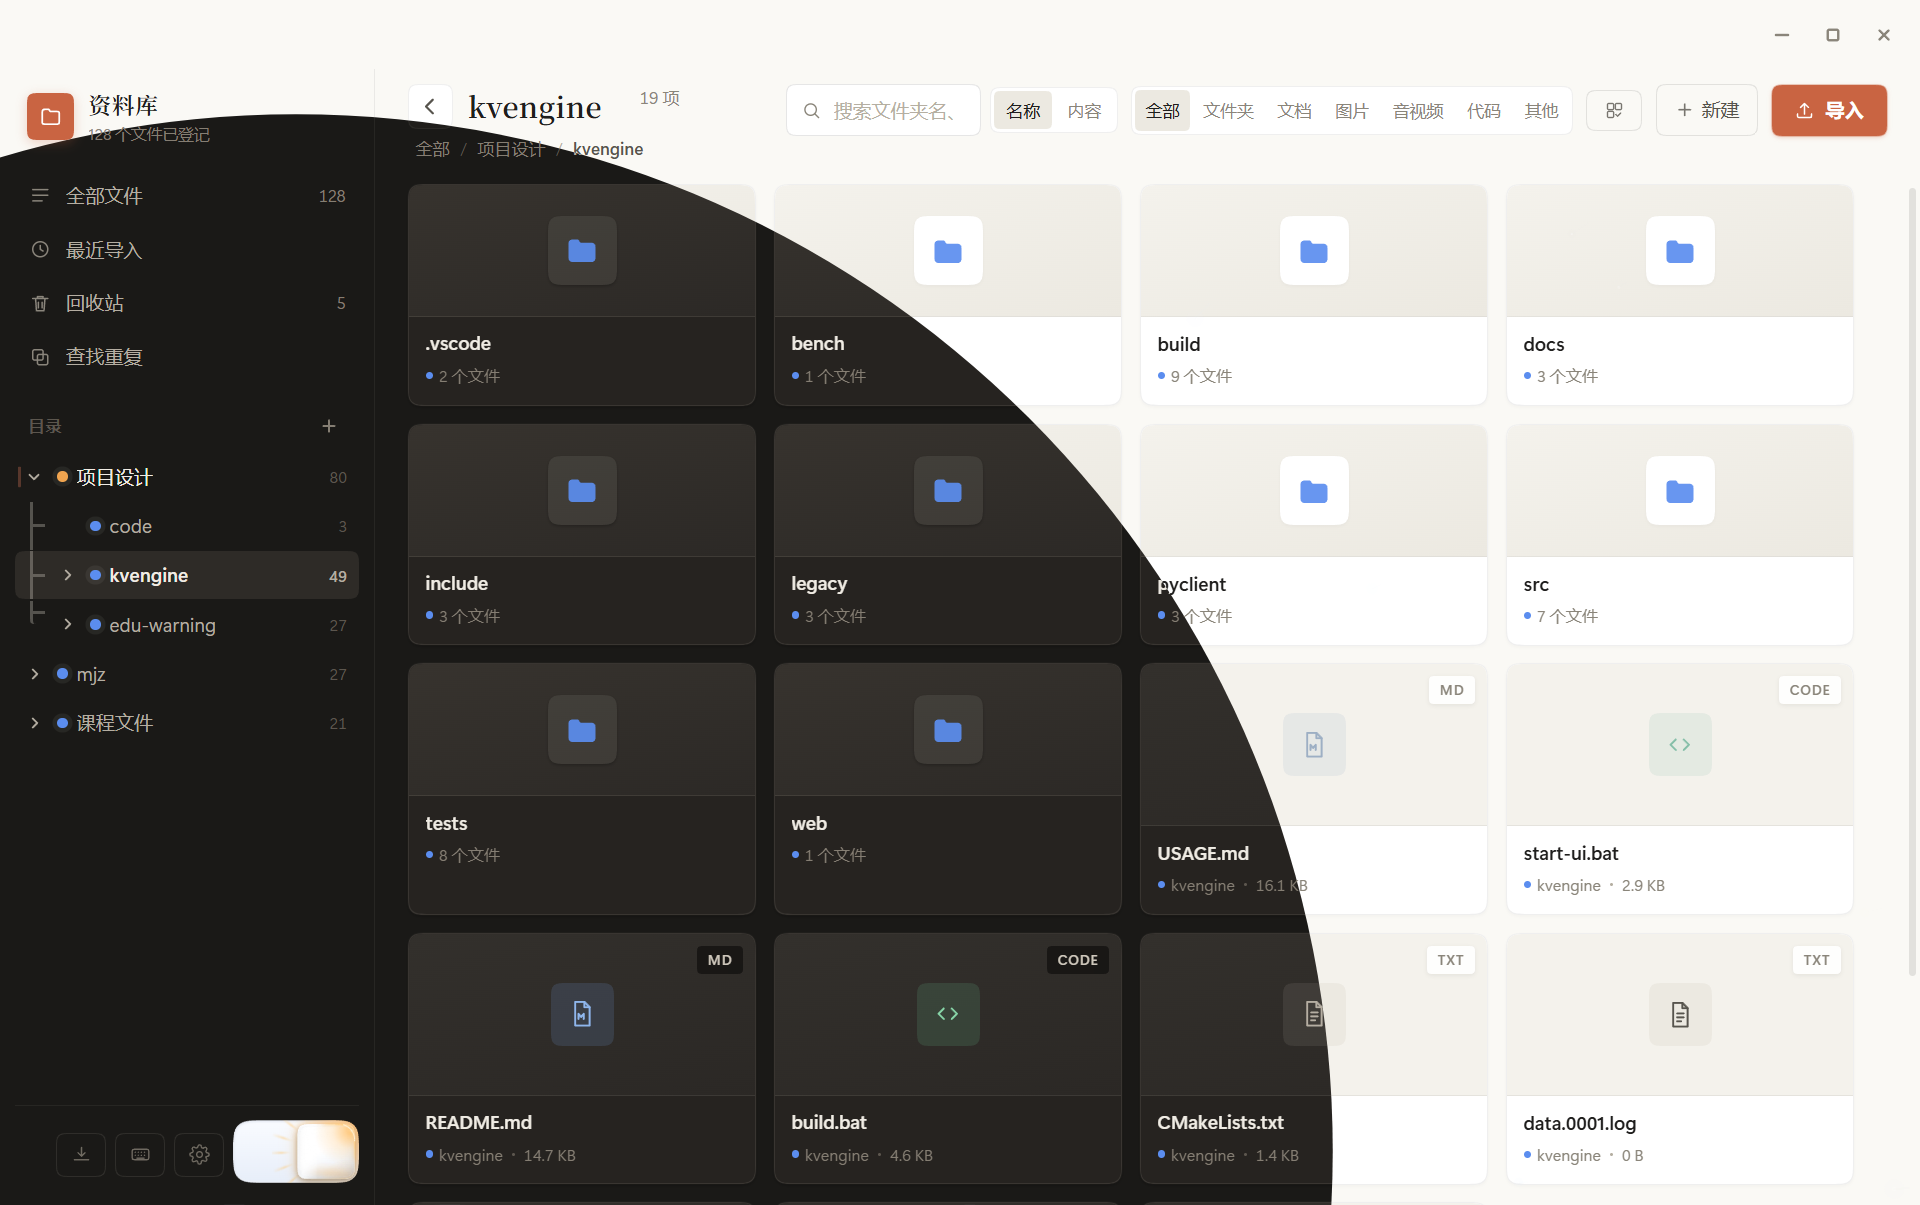 资料库
128 个文件已登记
全部文件 128
最近导入
回收站 5
查找重复
目录
项目设计 80
code 3
kvengine 49
edu-warning 27
mjz 27
课程文件 21
kvengine 19 项
搜索文件夹名、
名称 内容
全部 文件夹 文档 图片 音视频 代码 其他
新建
导入
全部 / 项目设计 / kvengine
.vscode
2 个文件
bench
1 个文件
build
9 个文件
docs
3 个文件
include
3 个文件
legacy
3 个文件
pyclient
3 个文件
src
7 个文件
tests
8 个文件
web
1 个文件
MD
USAGE.md
kvengine · 16.1 KB
CODE
start-ui.bat
kvengine · 2.9 KB
MD
README.md
kvengine · 14.7 KB
CODE
build.bat
kvengine · 4.6 KB
TXT
CMakeLists.txt
kvengine · 1.4 KB
TXT
data.0001.log
kvengine · 0 B